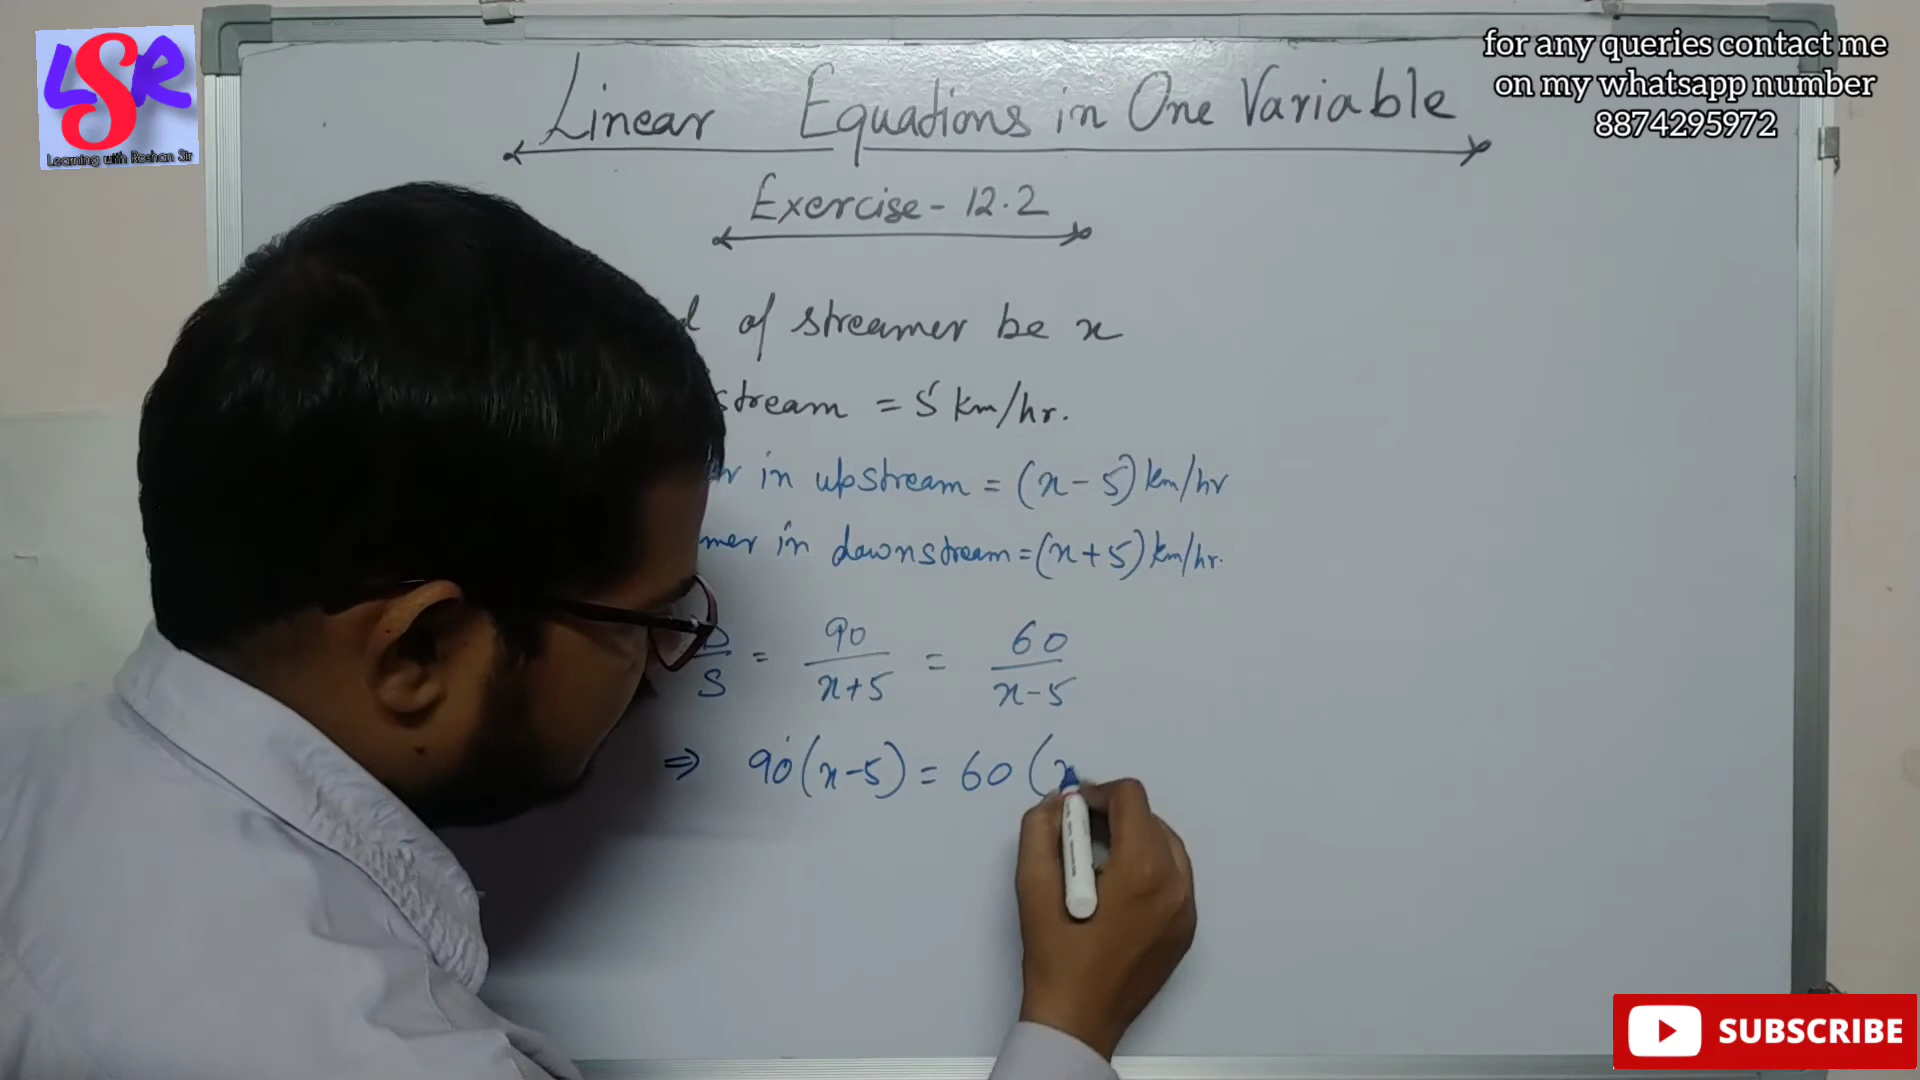 LSR
Learning with Roshan Sir
for any queries contact me
on my whatsapp number
8874295972
Linear Equations in One Variable
Exercise - 12.2
of streamer be x
stream = 5 km/hr.
in upstream = (x - 5) km/hr
mer in downstream = (x + 5) km/hr.
D/S = 90/x+5 = 60/x-5
⇒ 90(x-5) = 60 (x
SUBSCRIBE